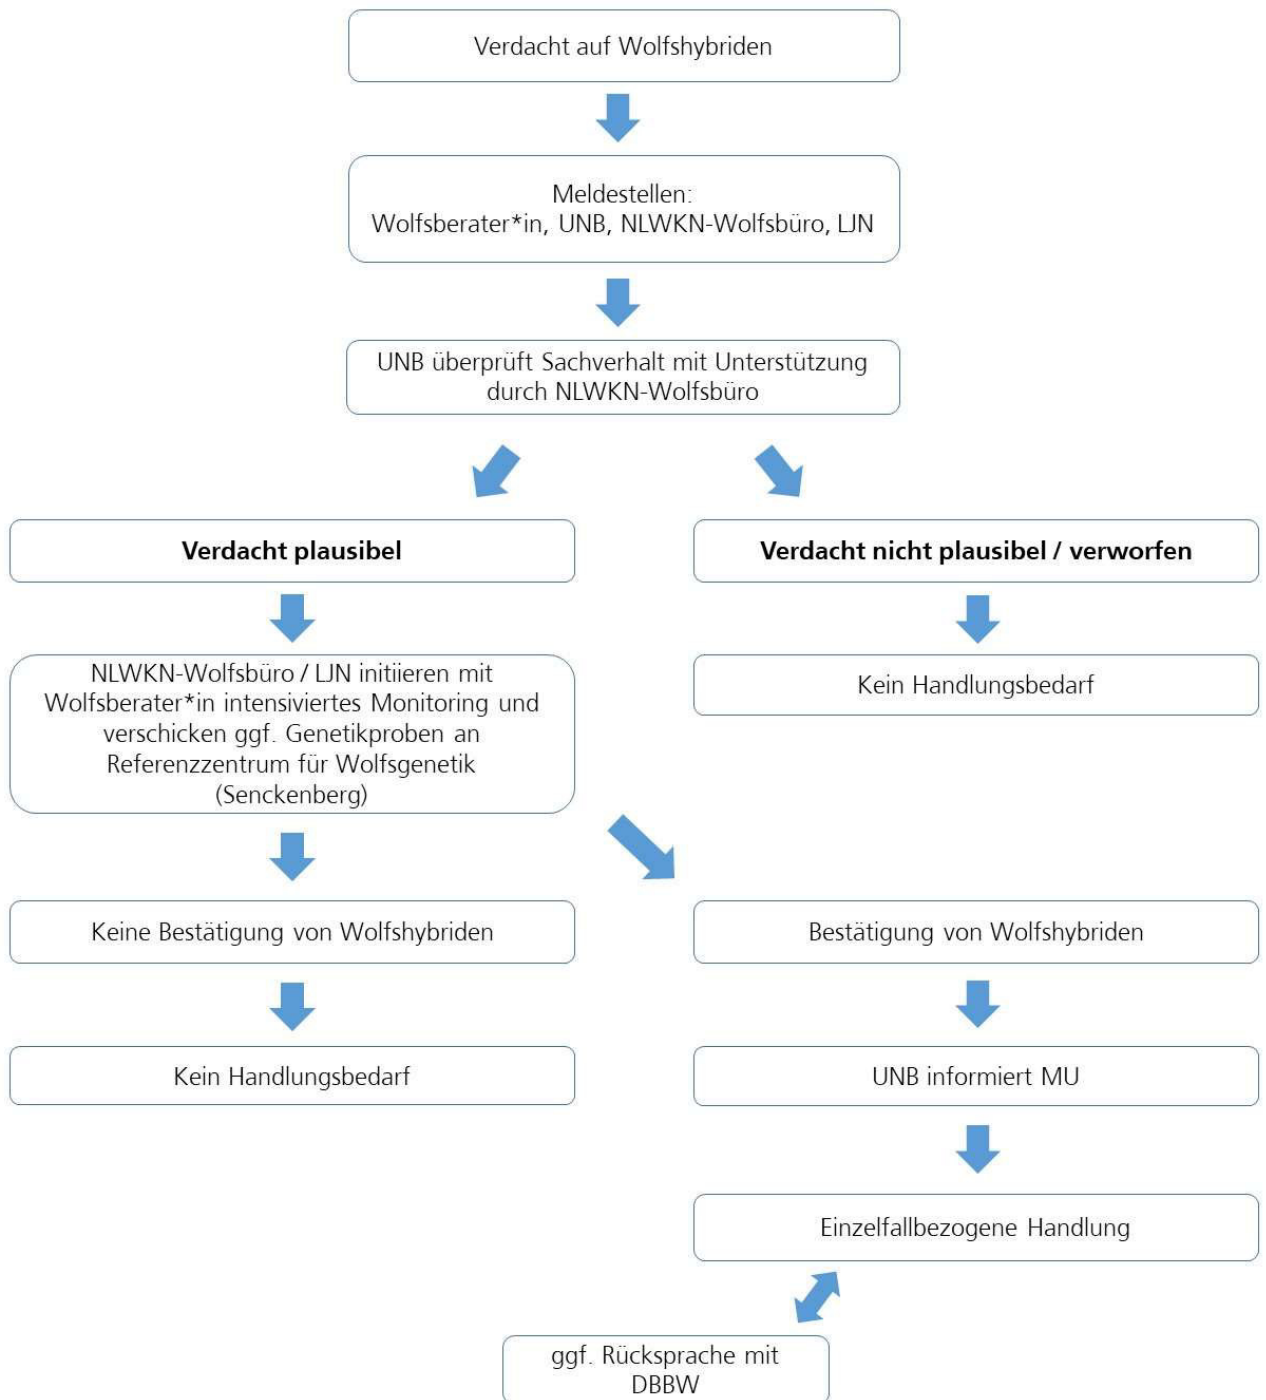 Verdacht auf Wolfshybriden
Meldestellen:
Wolfsberater*in, UNB, NLWKN-Wolfsbüro, LJN
UNB überprüft Sachverhalt mit Unterstützung
durch NLWKN-Wolfsbüro
Verdacht plausibel
Verdacht nicht plausibel / verworfen
NLWKN-Wolfsbüro / LJN initiieren mit
Wolfsberater*in intensiviertes Monitoring und
verschicken ggf. Genetikproben an
Referenzzentrum für Wolfsgenetik
(Senckenberg)
Kein Handlungsbedarf
Keine Bestätigung von Wolfshybriden
Bestätigung von Wolfshybriden
Kein Handlungsbedarf
UNB informiert MU
Einzelfallbezogene Handlung
ggf. Rücksprache mit
DBBW